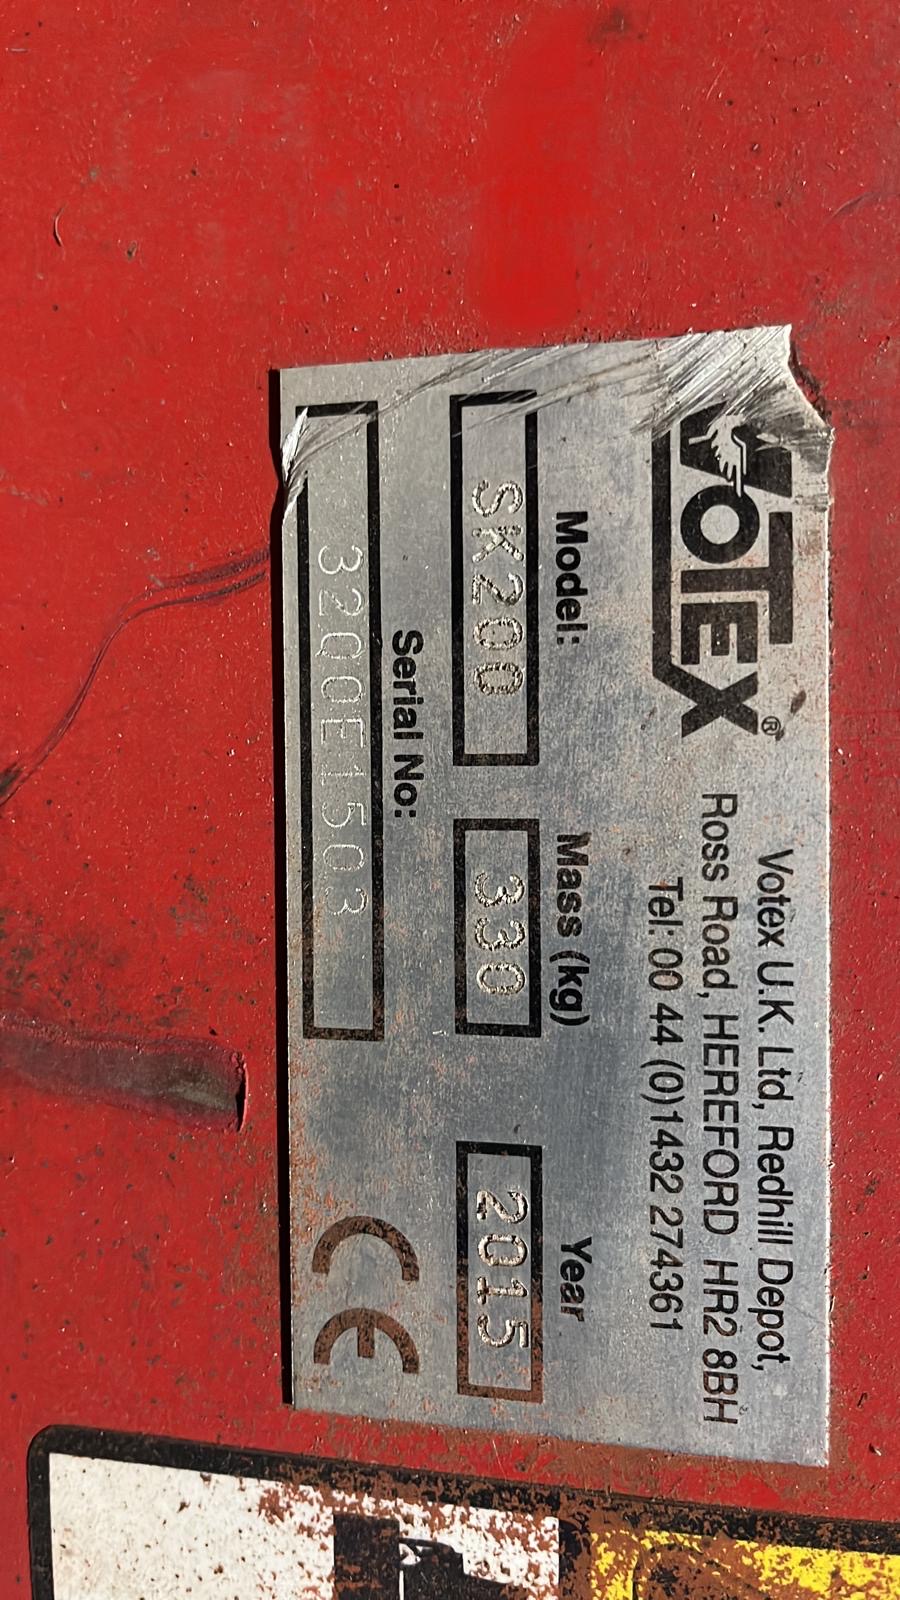 VOTEX®
Votex U.K. Ltd, Redhill Depot,
Ross Road, HEREFORD HR2 8BH
Tel: 00 44 (0)1432 274361
Model: Mass (kg) Year
SK200 330 2015
Serial No:
32Q0E1503
CE